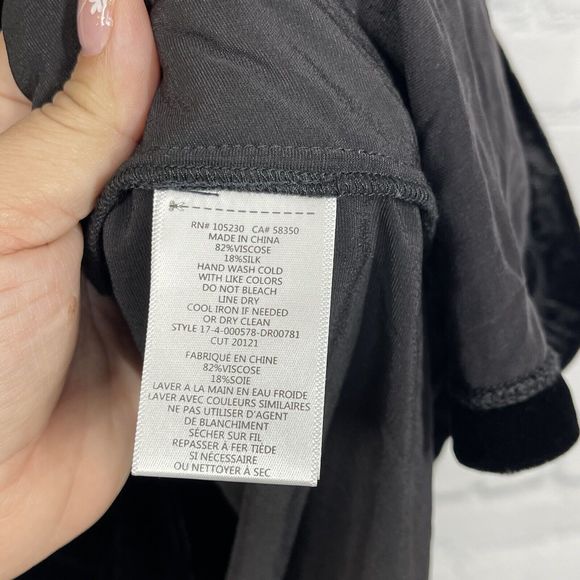 RN# 105230 CA# 58350
MADE IN CHINA
82%VISCOSE
18%SILK
HAND WASH COLD
WITH LIKE COLORS
DO NOT BLEACH
LINE DRY
COOL IRON IF NEEDED
OR DRY CLEAN
STYLE 17-4-000578-DR00781
CUT 20121
FABRIQUÉ EN CHINE
82%VISCOSE
18%SOIE
LAVER A LA MAIN EN EAU FROIDE
LAVER AVEC COULEURS SIMILAIRES
NE PAS UTILISER D'AGENT
DE BLANCHIMENT
SÉCHER SUR FIL
REPASSER À FER TIÈDE
SI NÉCESSAIRE
OU NETTOYER À SEC